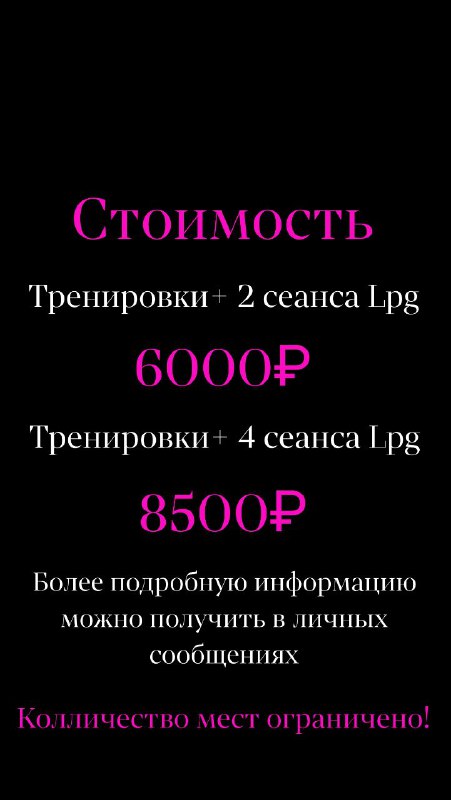 Стоимость
Тренировки+ 2 сеанса Lpg
6000₽
Тренировки+ 4 сеанса Lpg
8500₽
Более подробную информацию
можно получить в личных
сообщениях
Колличество мест ограничено!